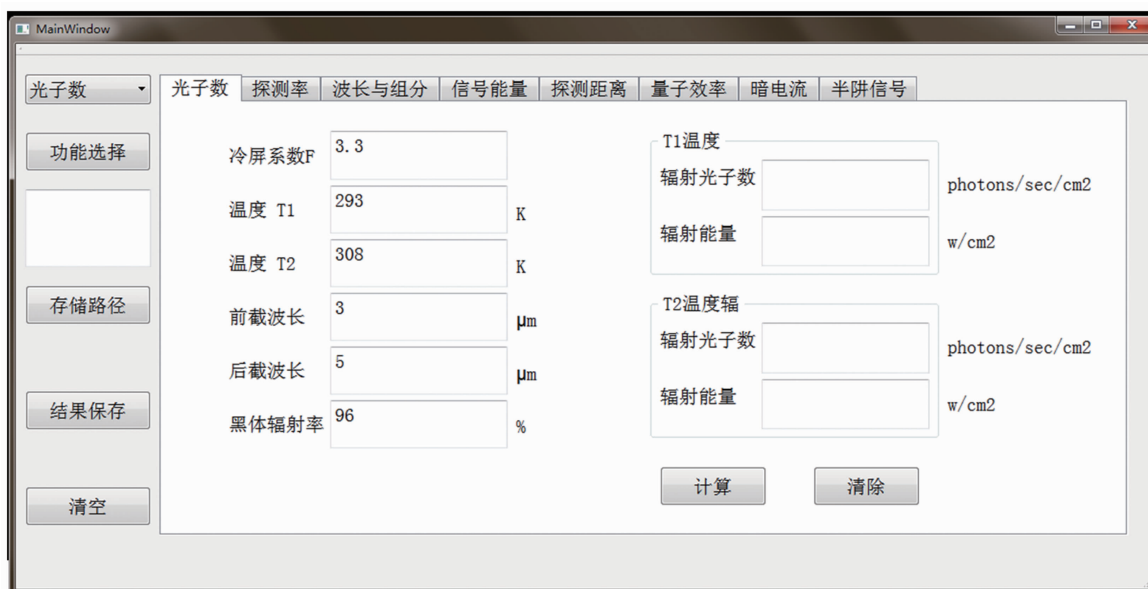 MainWindow
光子数
光子数 探测率 波长与组分 信号能量 探测距离 量子效率 暗电流 半阱信号
功能选择
存储路径
结果保存
清空
冷屏系数F 3.3
温度 T1 293 K
温度 T2 308 K
前截波长 3 μm
后截波长 5 μm
黑体辐射率 96 %
T1温度
辐射光子数 photons/sec/cm2
辐射能量 w/cm2
T2温度辐
辐射光子数 photons/sec/cm2
辐射能量 w/cm2
计算 清除